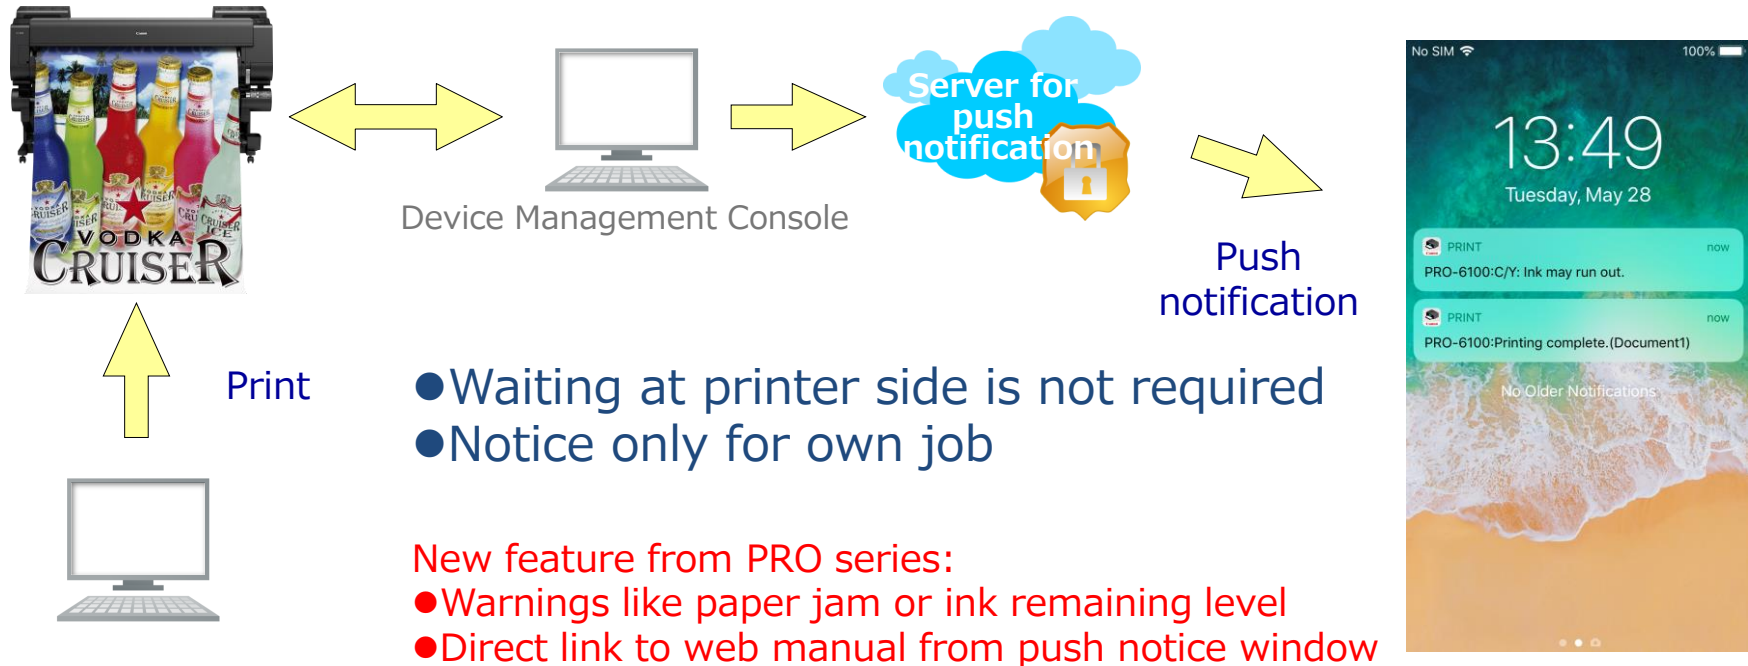 Canon
VODKA
CRUISER
Device Management Console
Server for
push
notification
Push
notification
Print
●Waiting at printer side is not required
●Notice only for own job
New feature from PRO series:
●Warnings like paper jam or ink remaining level
●Direct link to web manual from push notice window
No SIM
100%
13:49
Tuesday, May 28
PRINT
now
PRO-6100:C/Y: Ink may run out.
PRINT
now
PRO-6100:Printing complete.(Document1)
No Older Notifications